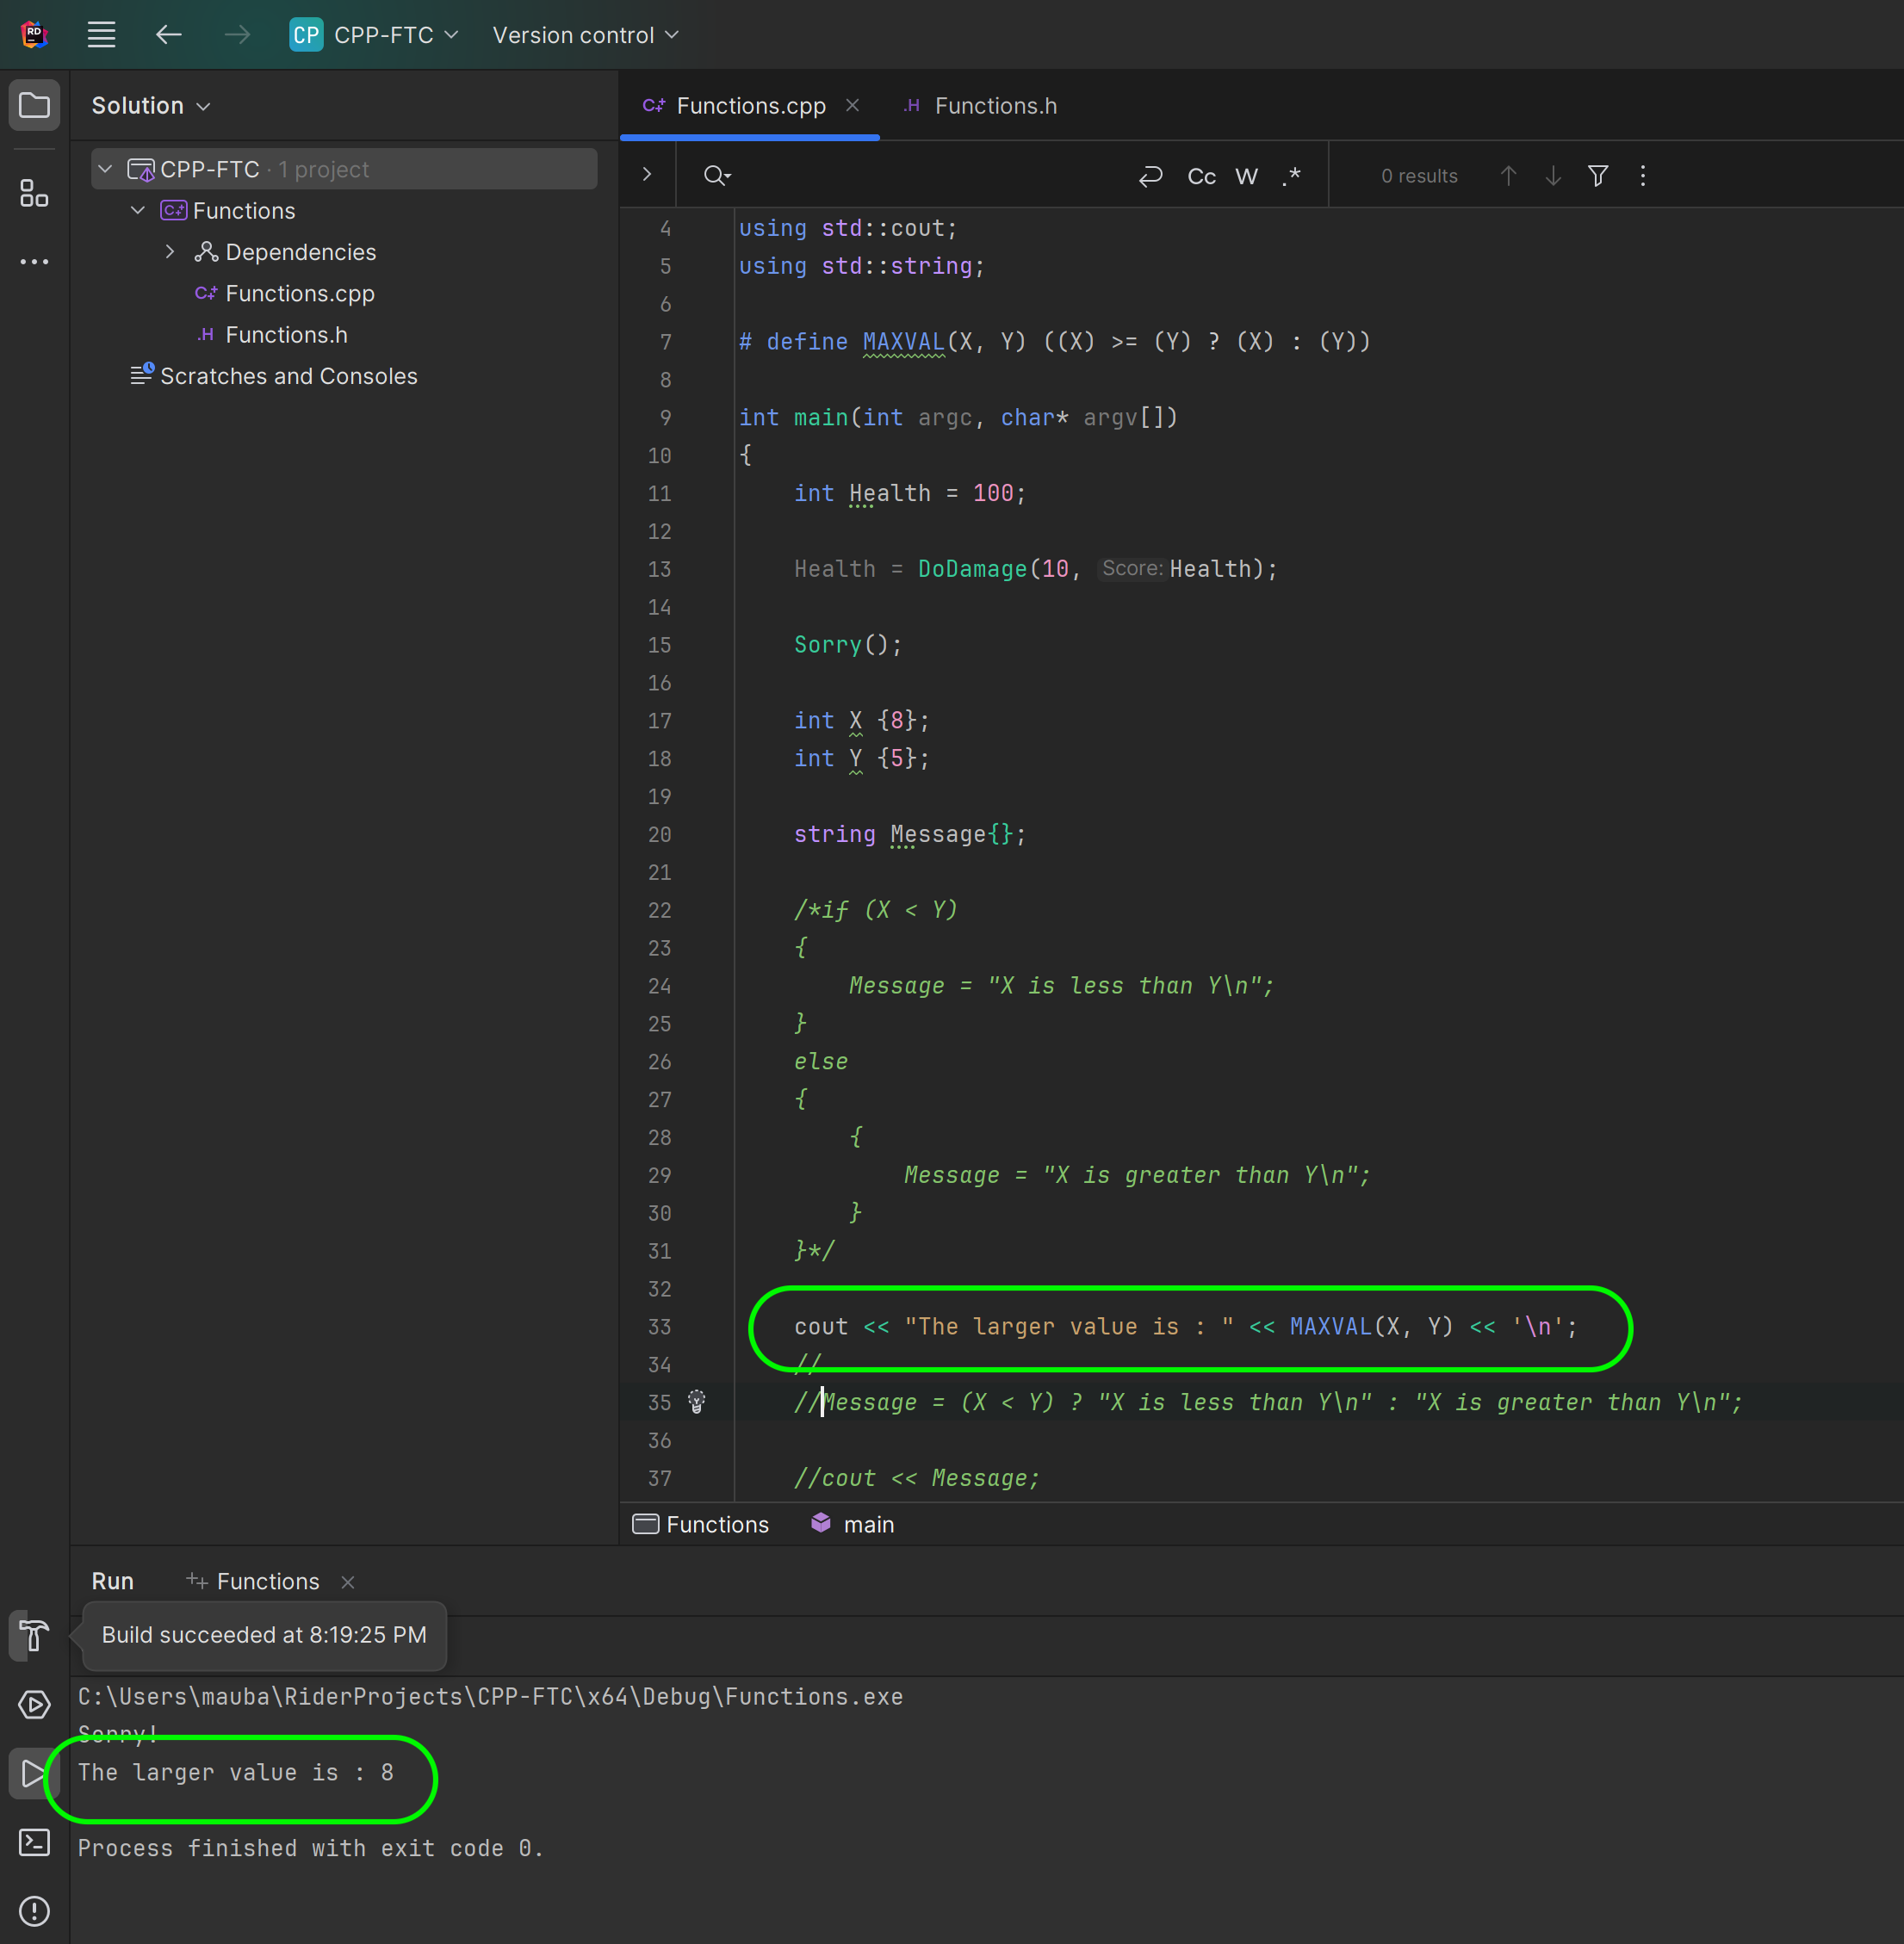 RD
CP CPP-FTC Version control
Solution
CPP-FTC · 1 project
Functions
Dependencies
Functions.cpp
Functions.h
Scratches and Consoles
C++ Functions.cpp .H Functions.h
Cc W .* 0 results
4 using std::cout;
5 using std::string;
6
7 # define MAXVAL(X, Y) ((X) >= (Y) ? (X) : (Y))
8
9 int main(int argc, char* argv[])
10 {
11 int Health = 100;
12
13 Health = DoDamage(10, Score: Health);
14
15 Sorry();
16
17 int X {8};
18 int Y {5};
19
20 string Message{};
21
22 /*if (X < Y)
23 {
24 Message = "X is less than Y\n";
25 }
26 else
27 {
28 {
29 Message = "X is greater than Y\n";
30 }
31 }*/
32
33 cout << "The larger value is : " << MAXVAL(X, Y) << '\n';
34 //
35 //Message = (X < Y) ? "X is less than Y\n" : "X is greater than Y\n";
36
37 //cout << Message;
Functions main
Run Functions
Build succeeded at 8:19:25 PM
C:\Users\mauba\RiderProjects\CPP-FTC\x64\Debug\Functions.exe
Sorry!
The larger value is : 8
Process finished with exit code 0.